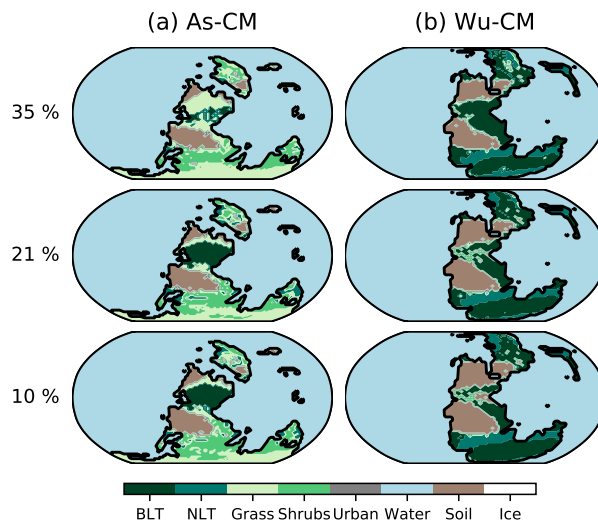 (a) As-CM
(b) Wu-CM
35 %
21 %
10 %
BLT NLT Grass Shrubs Urban Water Soil Ice